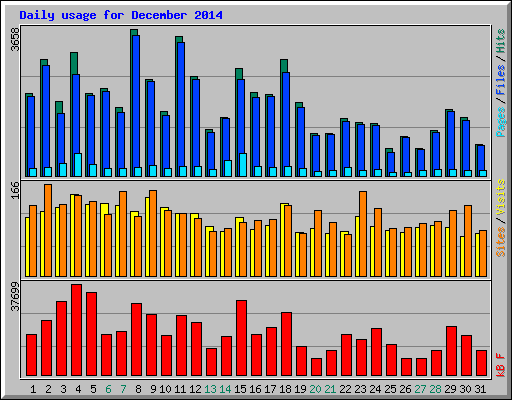 Daily usage for December 2014
3658
Pages / Files / Hits
166
Sites / Visits
37699
kB F
1 2 3 4 5 6 7 8 9 10 11 12 13 14 15 16 17 18 19 20 21 22 23 24 25 26 27 28 29 30 31